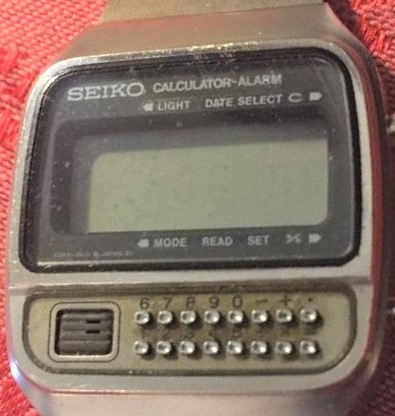 SEIKO CALCULATOR-ALARM
LIGHT DATE SELECT C
MODE READ SET
6 7 8 9 0 - + ·